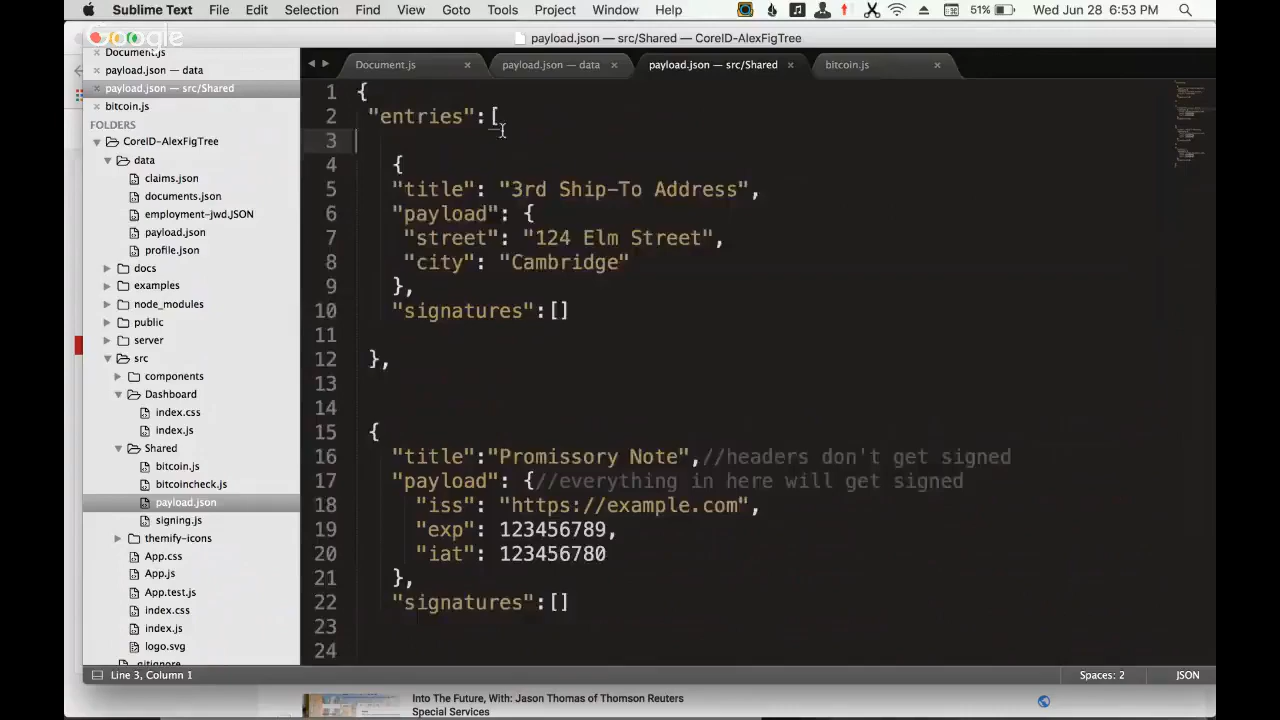 Sublime Text File Edit Selection Find View Goto Tools Project Window Help 51% Wed Jun 28 6:53 PM
Google
payload.json — src/Shared — CoreID-AlexFigTree
Document.js
payload.json — data
payload.json — src/Shared
bitcoin.js
FOLDERS
CoreID-AlexFigTree
data
claims.json
documents.json
employment-jwd.JSON
payload.json
profile.json
docs
examples
node_modules
public
server
src
components
Dashboard
index.css
index.js
Shared
bitcoin.js
bitcoincheck.js
payload.json
signing.js
themify-icons
App.css
App.js
App.test.js
index.css
index.js
logo.svg
.gitignore
Document.js payload.json — data payload.json — src/Shared bitcoin.js
1 {
2 "entries":[
3
4 {
5 "title": "3rd Ship-To Address",
6 "payload": {
7 "street": "124 Elm Street",
8 "city": "Cambridge"
9 },
10 "signatures":[]
11
12 },
13
14
15 {
16 "title":"Promissory Note",//headers don't get signed
17 "payload": {//everything in here will get signed
18 "iss": "https://example.com",
19 "exp": 123456789,
20 "iat": 123456780
21 },
22 "signatures":[]
23
24
Line 3, Column 1 Spaces: 2 JSON
Into The Future, With: Jason Thomas of Thomson Reuters
Special Services